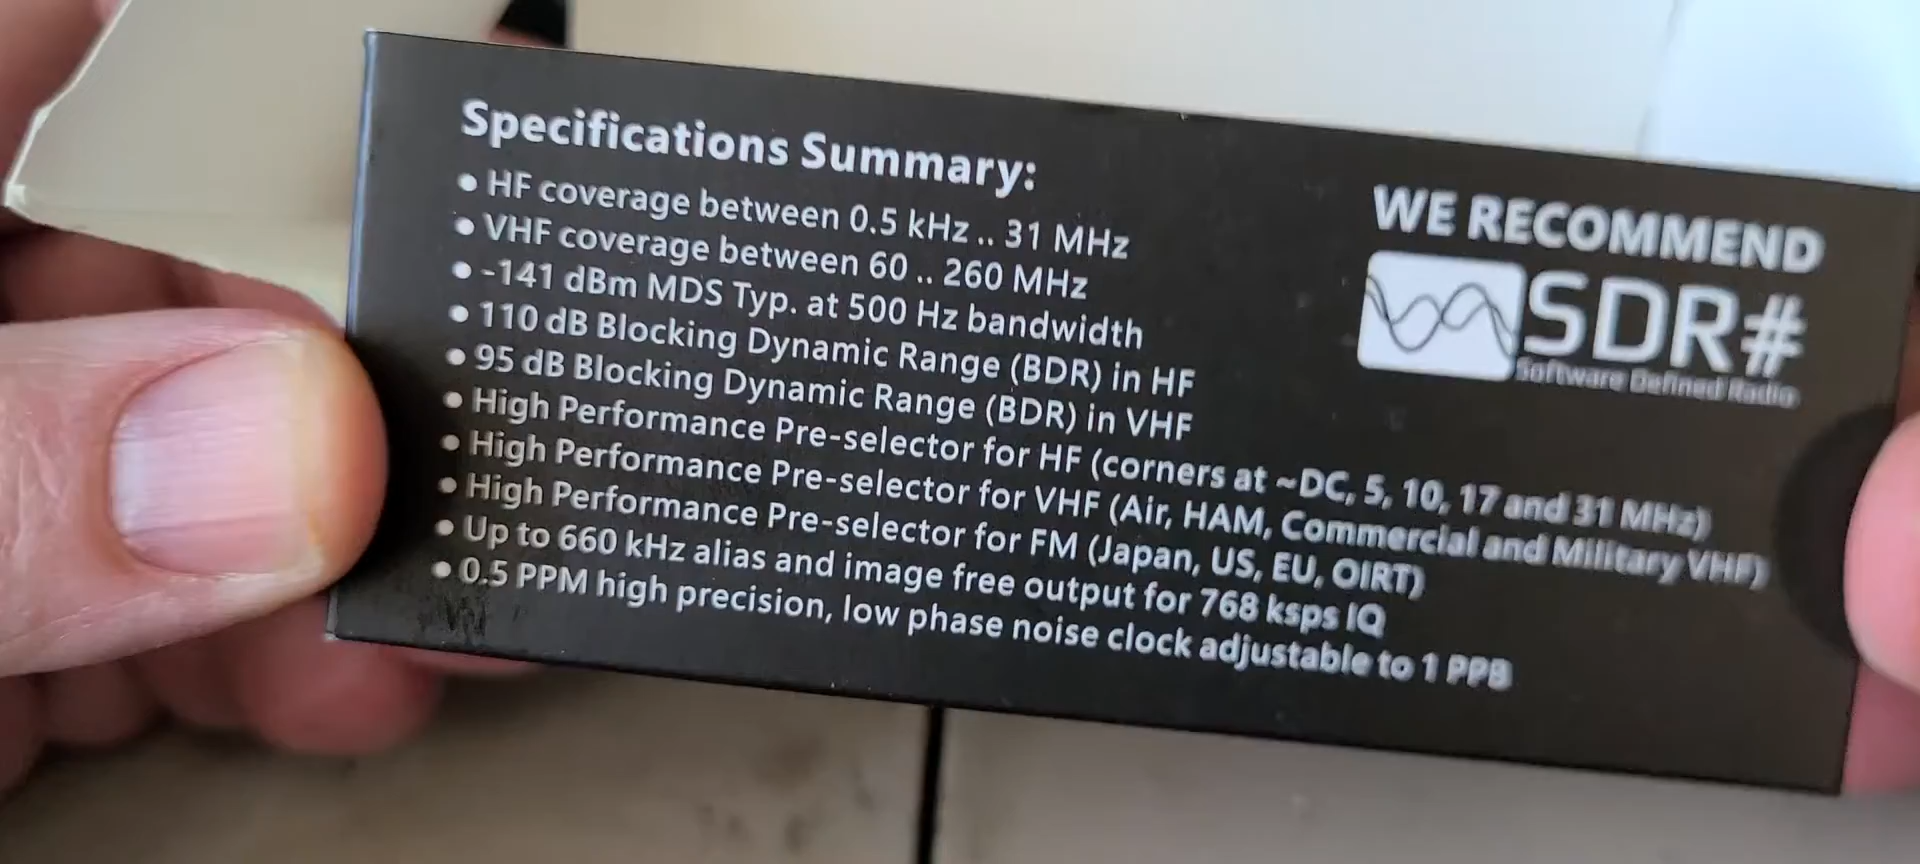 Specifications Summary:
• HF coverage between 0.5 kHz .. 31 MHz
• VHF coverage between 60 .. 260 MHz
• -141 dBm MDS Typ. at 500 Hz bandwidth
• 110 dB Blocking Dynamic Range (BDR) in HF
• 95 dB Blocking Dynamic Range (BDR) in VHF
• High Performance Pre-selector for HF (corners at ~DC, 5, 10, 17 and 31 MHz)
• High Performance Pre-selector for VHF (Air, HAM, Commercial and Military VHF)
• High Performance Pre-selector for FM (Japan, US, EU, OIRT)
• Up to 660 kHz alias and image free output for 768 ksps IQ
• 0.5 PPM high precision, low phase noise clock adjustable to 1 PPB
WE RECOMMEND
SDR#
Software Defined Radio